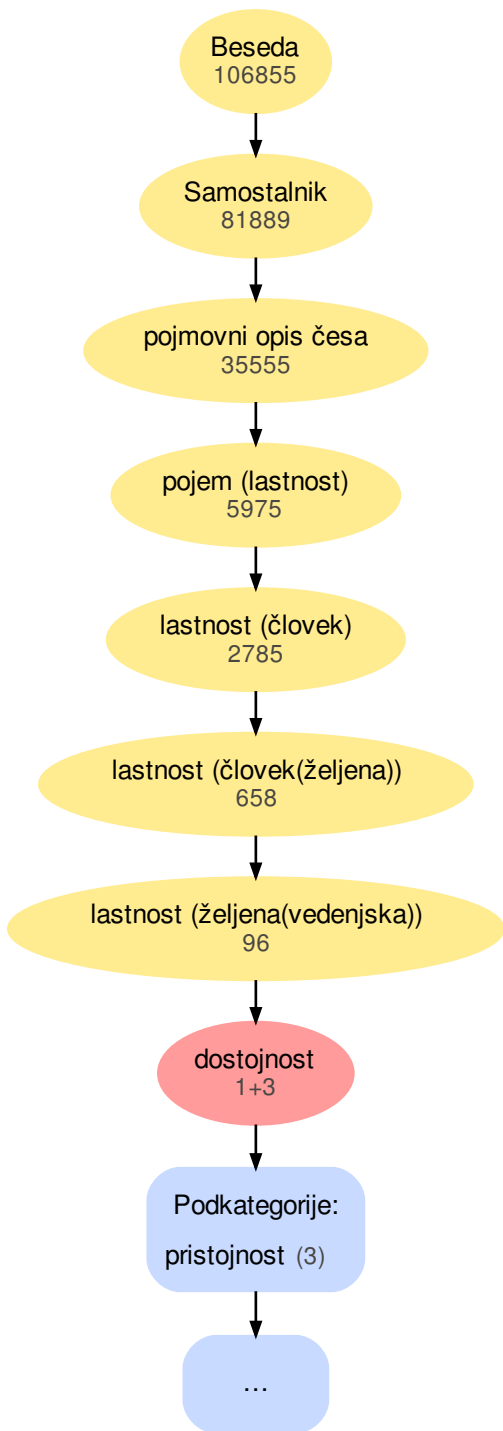 Beseda
106855
Samostalnik
81889
pojmovni opis česa
35555
pojem (lastnost)
5975
lastnost (človek)
2785
lastnost (človek(željena))
658
lastnost (željena(vedenjska))
96
dostojnost
1+3
Podkategorije:
pristojnost (3)
...